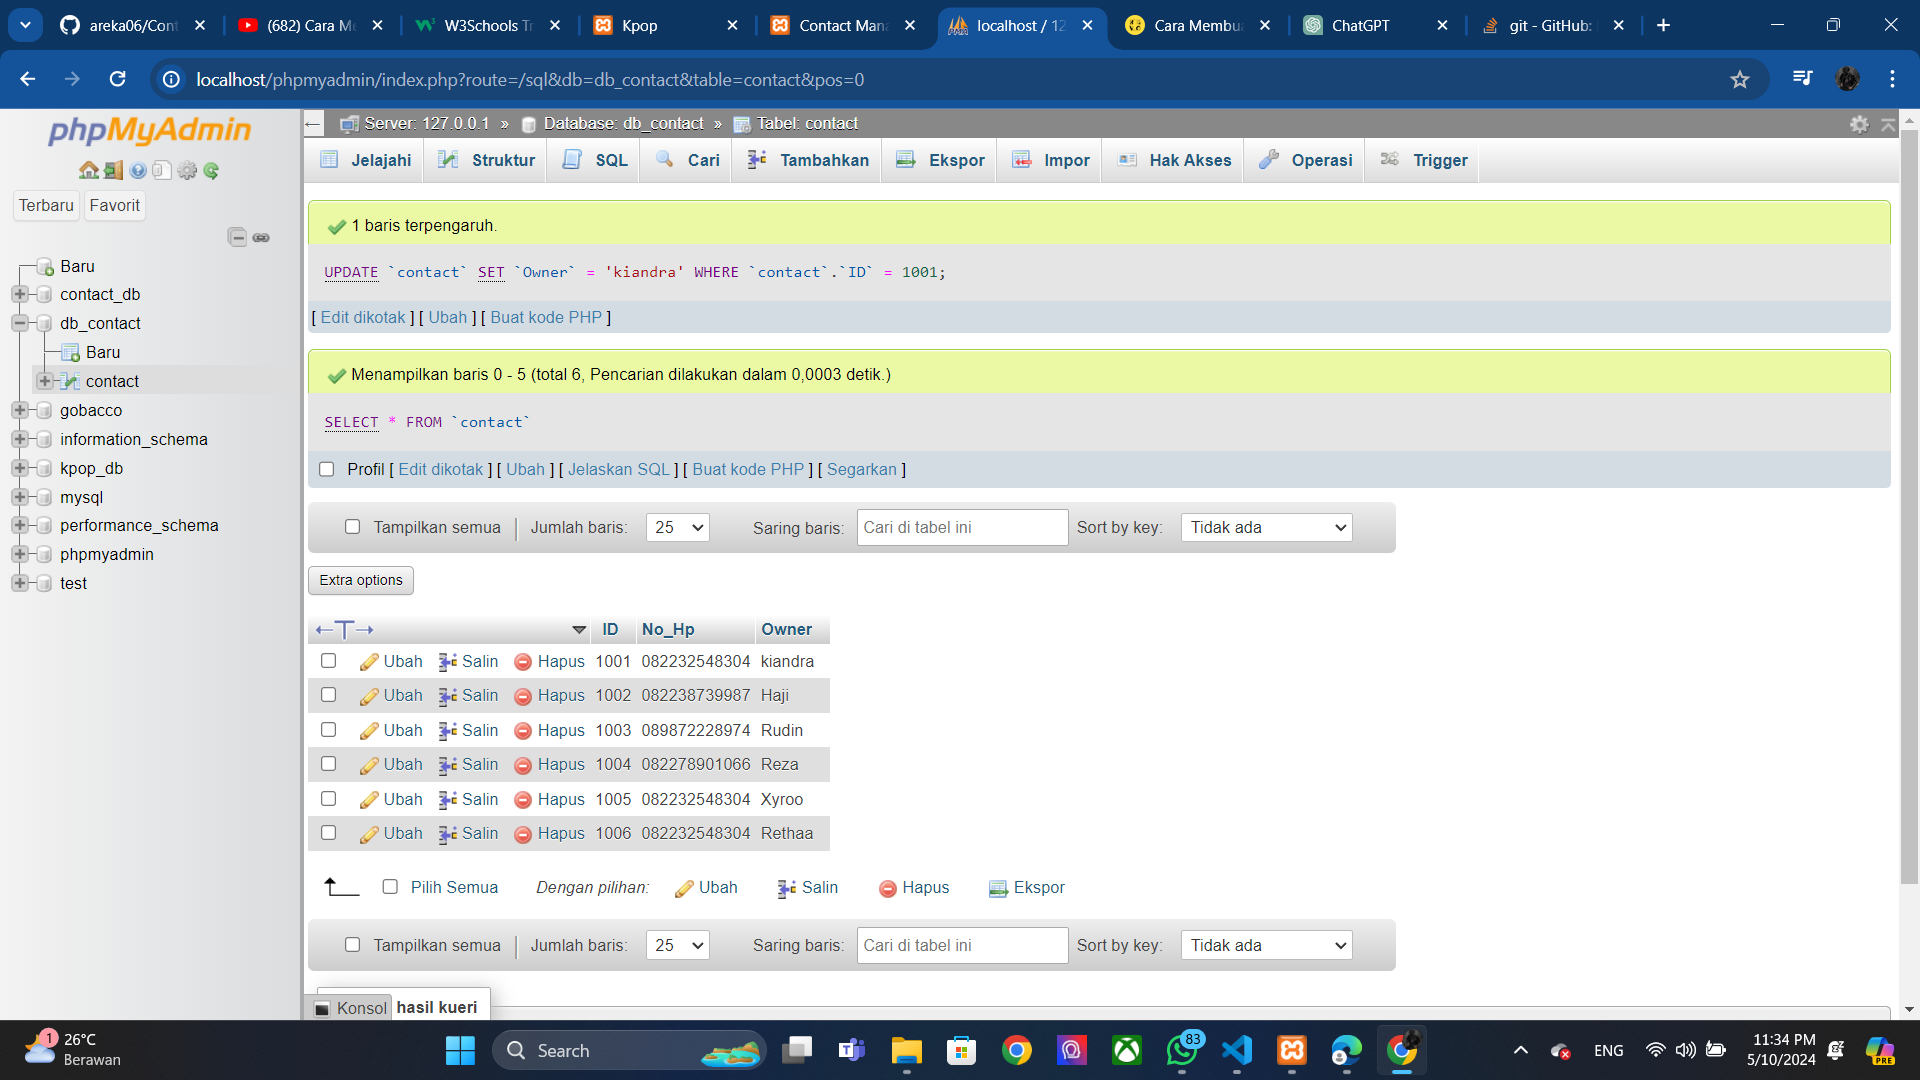 areka06/Cont
(682) Cara Me
W3Schools Tr
Kpop
Contact Mana
localhost / 12
Cara Membua
ChatGPT
git - GitHub:
localhost/phpmyadmin/index.php?route=/sql&db=db_contact&table=contact&pos=0
phpMyAdmin
Terbaru Favorit
Baru
contact_db
db_contact
Baru
contact
gobacco
information_schema
kpop_db
mysql
performance_schema
phpmyadmin
test
Server: 127.0.0.1 » Database: db_contact » Tabel: contact
Jelajahi Struktur SQL Cari Tambahkan Ekspor Impor Hak Akses Operasi Trigger
1 baris terpengaruh.
UPDATE `contact` SET `Owner` = 'kiandra' WHERE `contact`.`ID` = 1001;
[ Edit dikotak ] [ Ubah ] [ Buat kode PHP ]
Menampilkan baris 0 - 5 (total 6, Pencarian dilakukan dalam 0,0003 detik.)
SELECT * FROM `contact`
Profil [ Edit dikotak ] [ Ubah ] [ Jelaskan SQL ] [ Buat kode PHP ] [ Segarkan ]
Tampilkan semua | Jumlah baris: 25 Saring baris: Cari di tabel ini Sort by key: Tidak ada
Extra options
←T→ ID No_Hp Owner
Ubah Salin Hapus 1001 082232548304 kiandra
Ubah Salin Hapus 1002 082238739987 Haji
Ubah Salin Hapus 1003 089872228974 Rudin
Ubah Salin Hapus 1004 082278901066 Reza
Ubah Salin Hapus 1005 082232548304 Xyroo
Ubah Salin Hapus 1006 082232548304 Rethaa
Pilih Semua Dengan pilihan: Ubah Salin Hapus Ekspor
Tampilkan semua | Jumlah baris: 25 Saring baris: Cari di tabel ini Sort by key: Tidak ada
Konsol hasil kueri
1 26°C
Berawan
Search
83
ENG
11:34 PM
5/10/2024
PRE